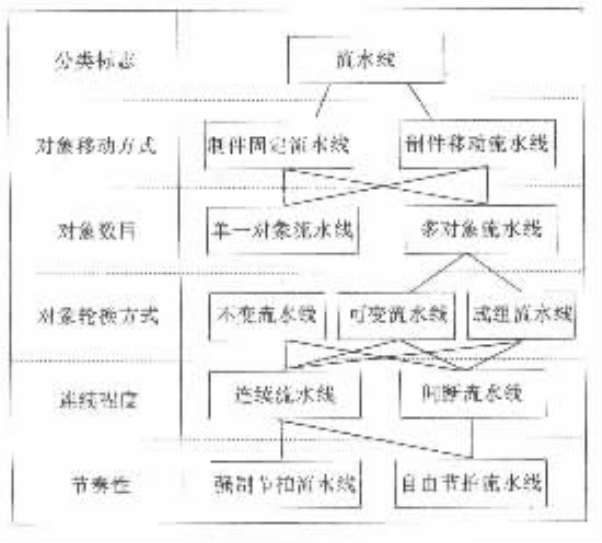 分类标志
流水线
对象移动方式
制件固定流水线
制件移动流水线
对象数目
单一对象流水线
多对象流水线
对象轮换方式
不变流水线
可变流水线
成组流水线
连续程度
连续流水线
间断流水线
节奏性
强制节拍流水线
自由节拍流水线